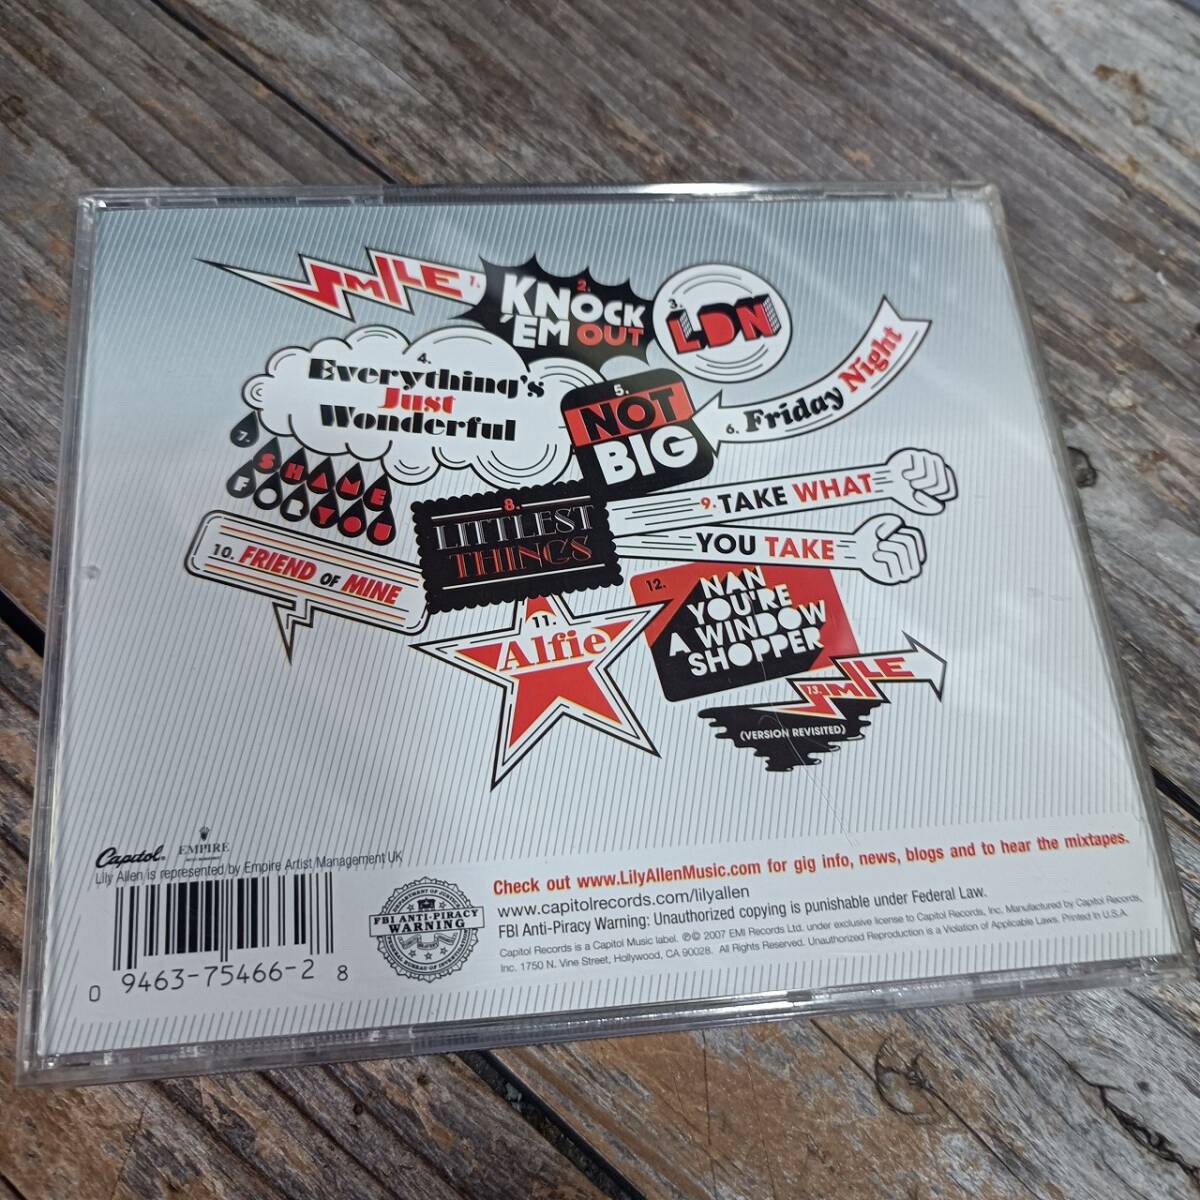 SMILE 1.
2.
KNOCK
'EM OUT
3.
LDN
4.
Everything's
Just
Wonderful
5.
NOT
BIG
6. Friday Night
7.
SHAME
FOR YOU
8.
LITTLEST
THINGS
9. TAKE WHAT
YOU TAKE
10. FRIEND OF MINE
11.
Alfie
12.
NAN
YOU'RE
A WINDOW
SHOPPER
13. SMILE
(VERSION REVISITED)
Capitol®
EMPIRE
Lily Allen is represented by Empire Artist Management UK
0 9463-75466-2 8
FBI ANTI-PIRACY
WARNING
Check out www.LilyAllenMusic.com for gig info, news, blogs and to hear the mixtapes.
www.capitolrecords.com/lilyallen
FBI Anti-Piracy Warning: Unauthorized copying is punishable under Federal Law.
Capitol Records is a Capitol Music label. ℗© 2007 EMI Records Ltd. under exclusive license to Capitol Records, Inc. Manufactured by Capitol Records,
Inc. 1750 N. Vine Street, Hollywood, CA 90028. All Rights Reserved. Unauthorized Reproduction is a Violation of Applicable Laws. Printed in U.S.A.